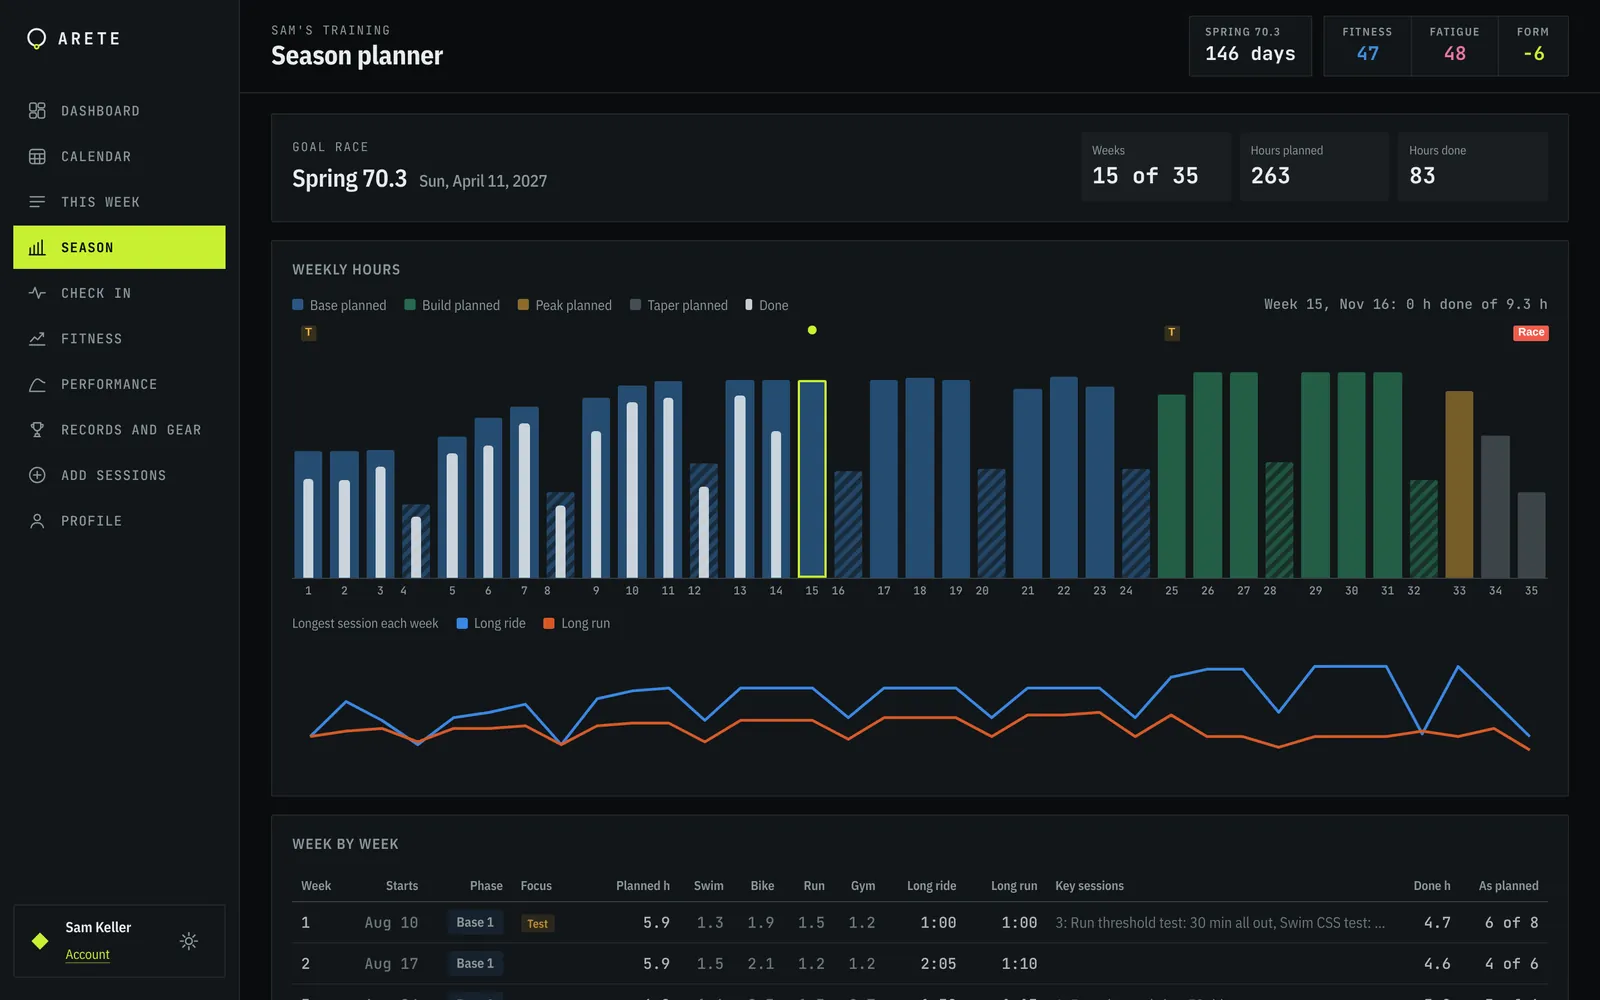 ARETE
DASHBOARD
CALENDAR
THIS WEEK
SEASON
CHECK IN
FITNESS
PERFORMANCE
RECORDS AND GEAR
ADD SESSIONS
PROFILE
Sam Keller
Account
SAM'S TRAINING
Season planner
SPRING 70.3
146 days
FITNESS
47
FATIGUE
48
FORM
-6
GOAL RACE
Spring 70.3 Sun, April 11, 2027
Weeks
15 of 35
Hours planned
263
Hours done
83
WEEKLY HOURS
Base planned Build planned Peak planned Taper planned Done
Week 15, Nov 16: 0 h done of 9.3 h
T T Race
1 2 3 4 5 6 7 8 9 10 11 12 13 14 15 16 17 18 19 20 21 22 23 24 25 26 27 28 29 30 31 32 33 34 35
Longest session each week Long ride Long run
WEEK BY WEEK
Week Starts Phase Focus Planned h Swim Bike Run Gym Long ride Long run Key sessions Done h As planned
1 Aug 10 Base 1 Test 5.9 1.3 1.9 1.5 1.2 1:00 1:00 3: Run threshold test: 30 min all out, Swim CSS test: ... 4.7 6 of 8
2 Aug 17 Base 1 5.9 1.5 2.1 1.2 1.2 2:05 1:10 4.6 4 of 6